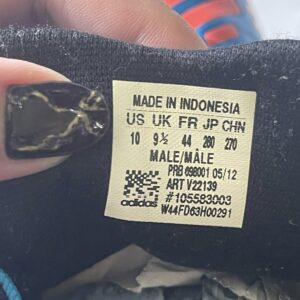 MADE IN INDONESIA
US UK FR JP CHN
10 9½ 44 280 270
MALE/MÂLE
PRB 698001 05/12
ART V22139
#105583003
adidas W44FD63H00291